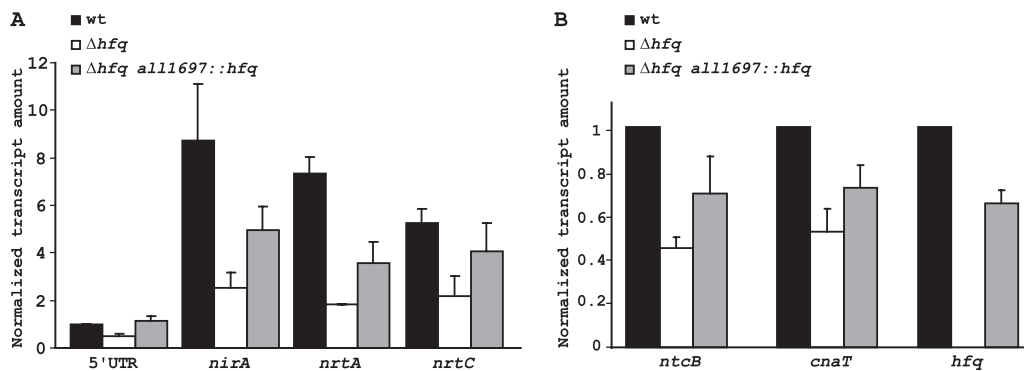 A
wt
Δhfq
Δhfq all1697::hfq
Normalized transcript amount
12
10
8
6
4
2
0
5'UTR nirA nrtA nrtC
B
wt
Δhfq
Δhfq all1697::hfq
Normalized transcript amount
1
0.8
0.6
0.4
0.2
0
ntcB cnaT hfq